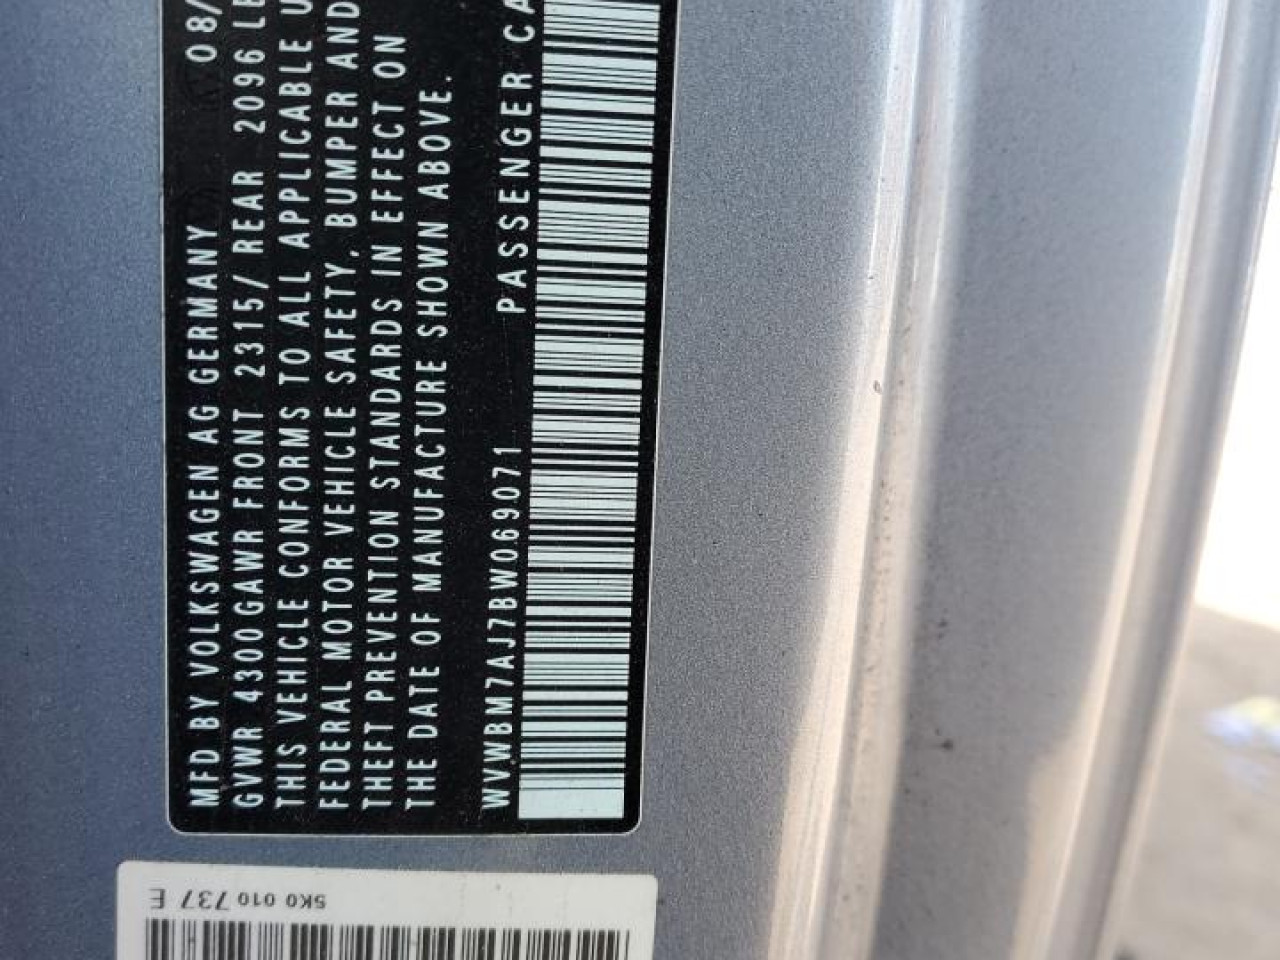 MFD BY VOLKSWAGEN AG GERMANY 08/
GVWR 4300GAWR FRONT 2315/ REAR 2096 LB
THIS VEHICLE CONFORMS TO ALL APPLICABLE U
FEDERAL MOTOR VEHICLE SAFETY, BUMPER AND
THEFT PREVENTION STANDARDS IN EFFECT ON
THE DATE OF MANUFACTURE SHOWN ABOVE.
WVWBM7AJ7BW069071 PASSENGER CA
5K0 010 737 E